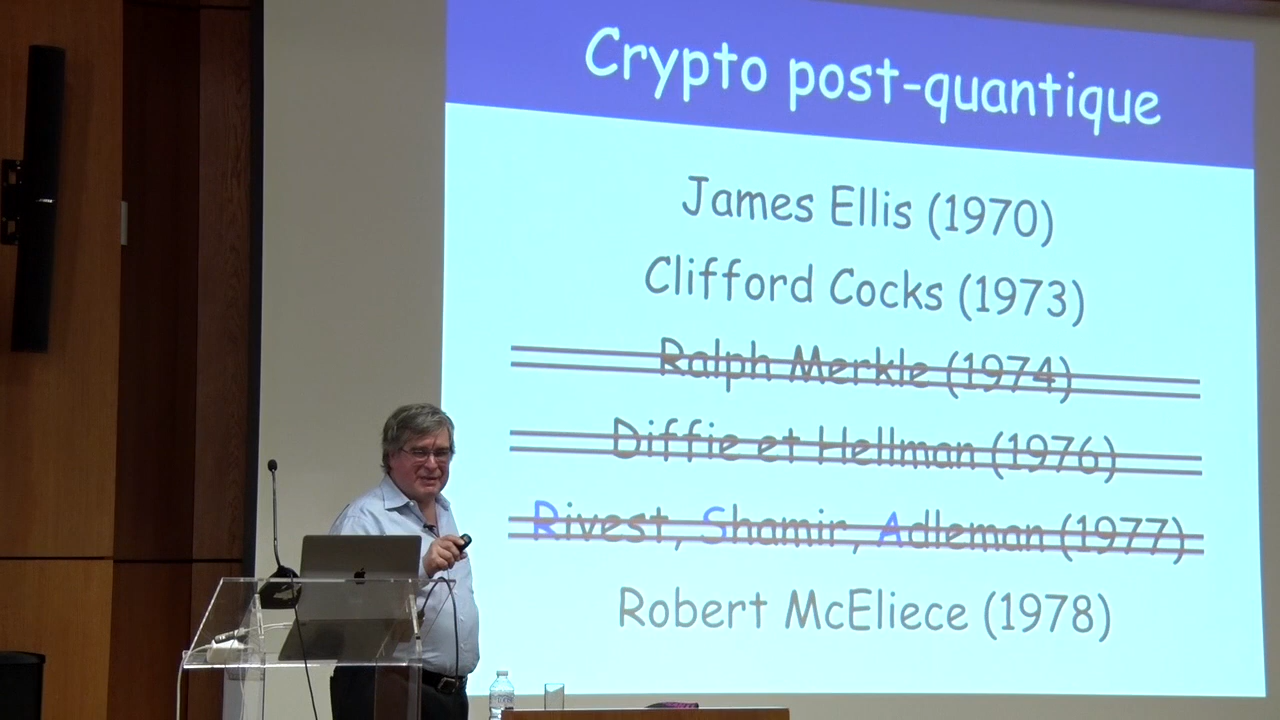 Crypto post-quantique
James Ellis (1970)
Clifford Cocks (1973)
Ralph Merkle (1974)
Diffie et Hellman (1976)
Rivest, Shamir, Adleman (1977)
Robert McEliece (1978)